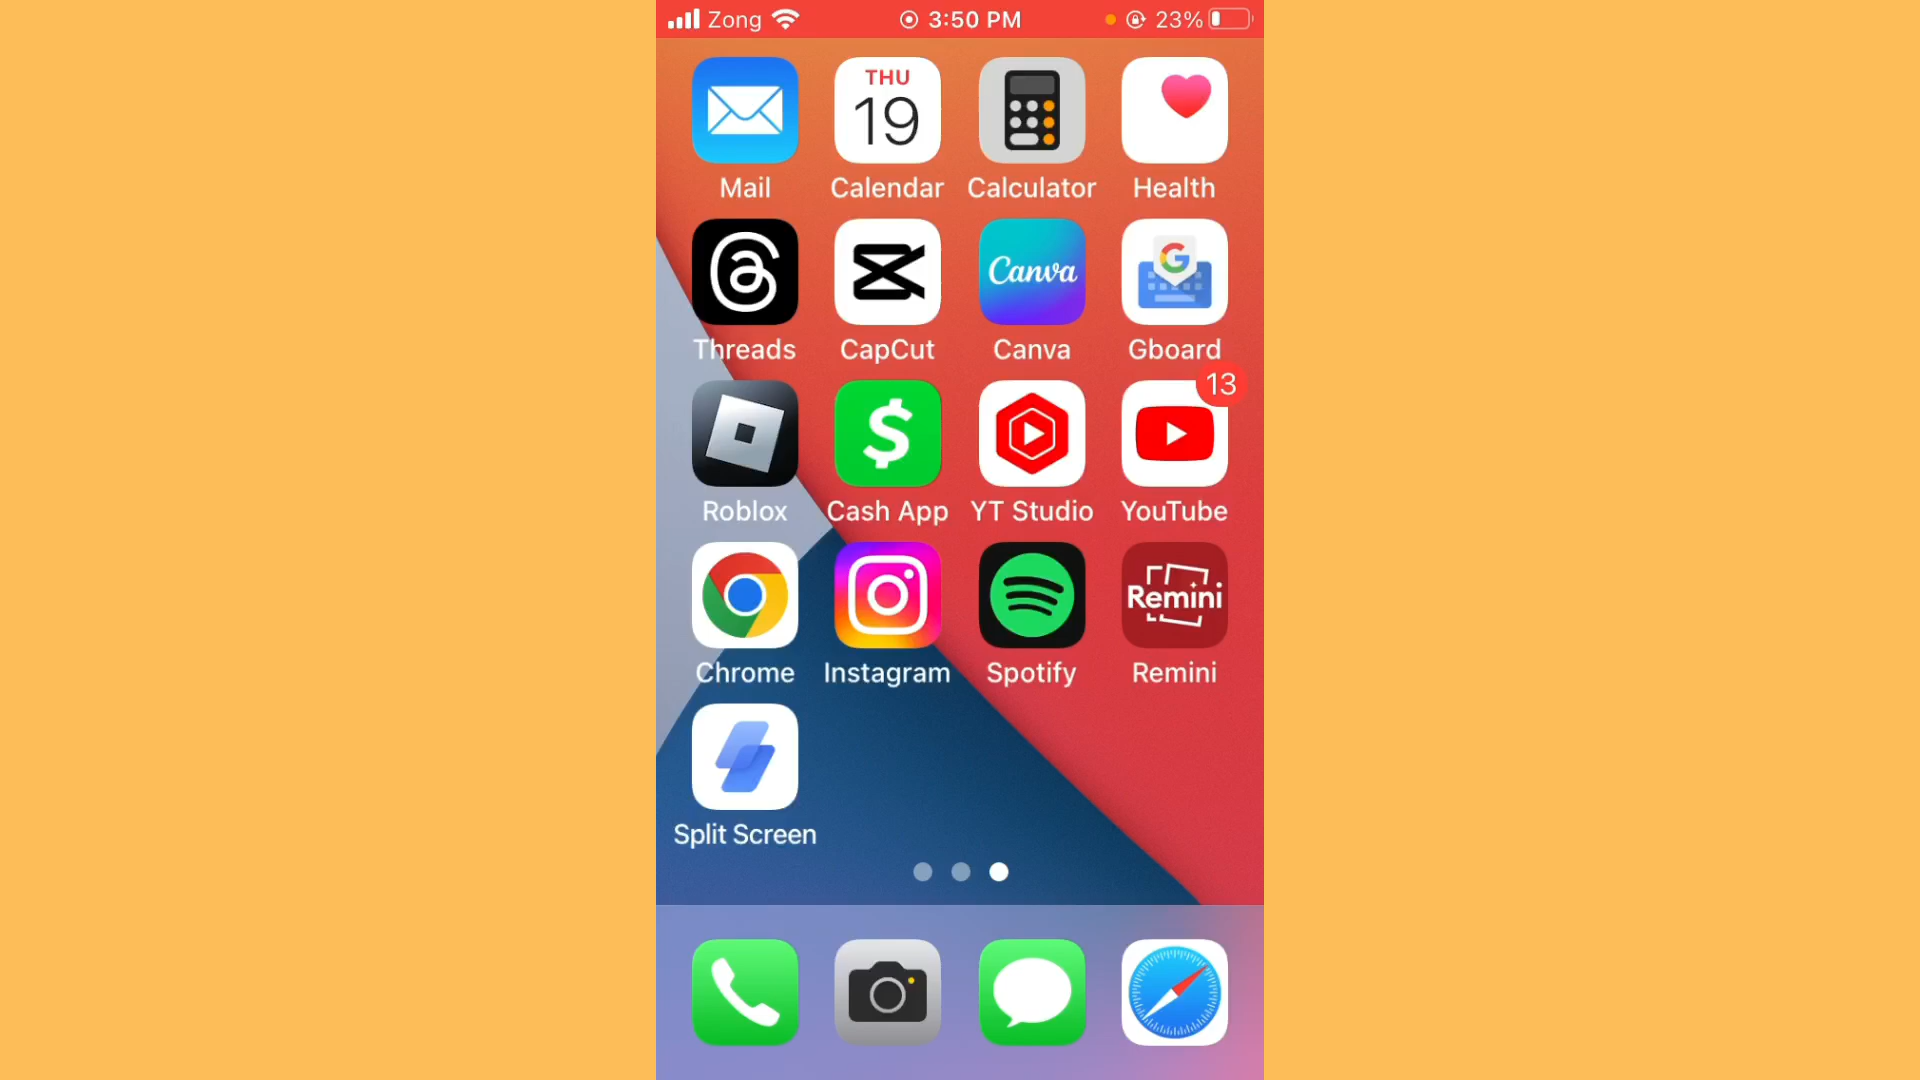 Zong 3:50 PM 23%
THU
19
Mail Calendar Calculator Health
Canva
G
Threads CapCut Canva Gboard
13
$
Roblox Cash App YT Studio YouTube
Remini
Chrome Instagram Spotify Remini
Split Screen